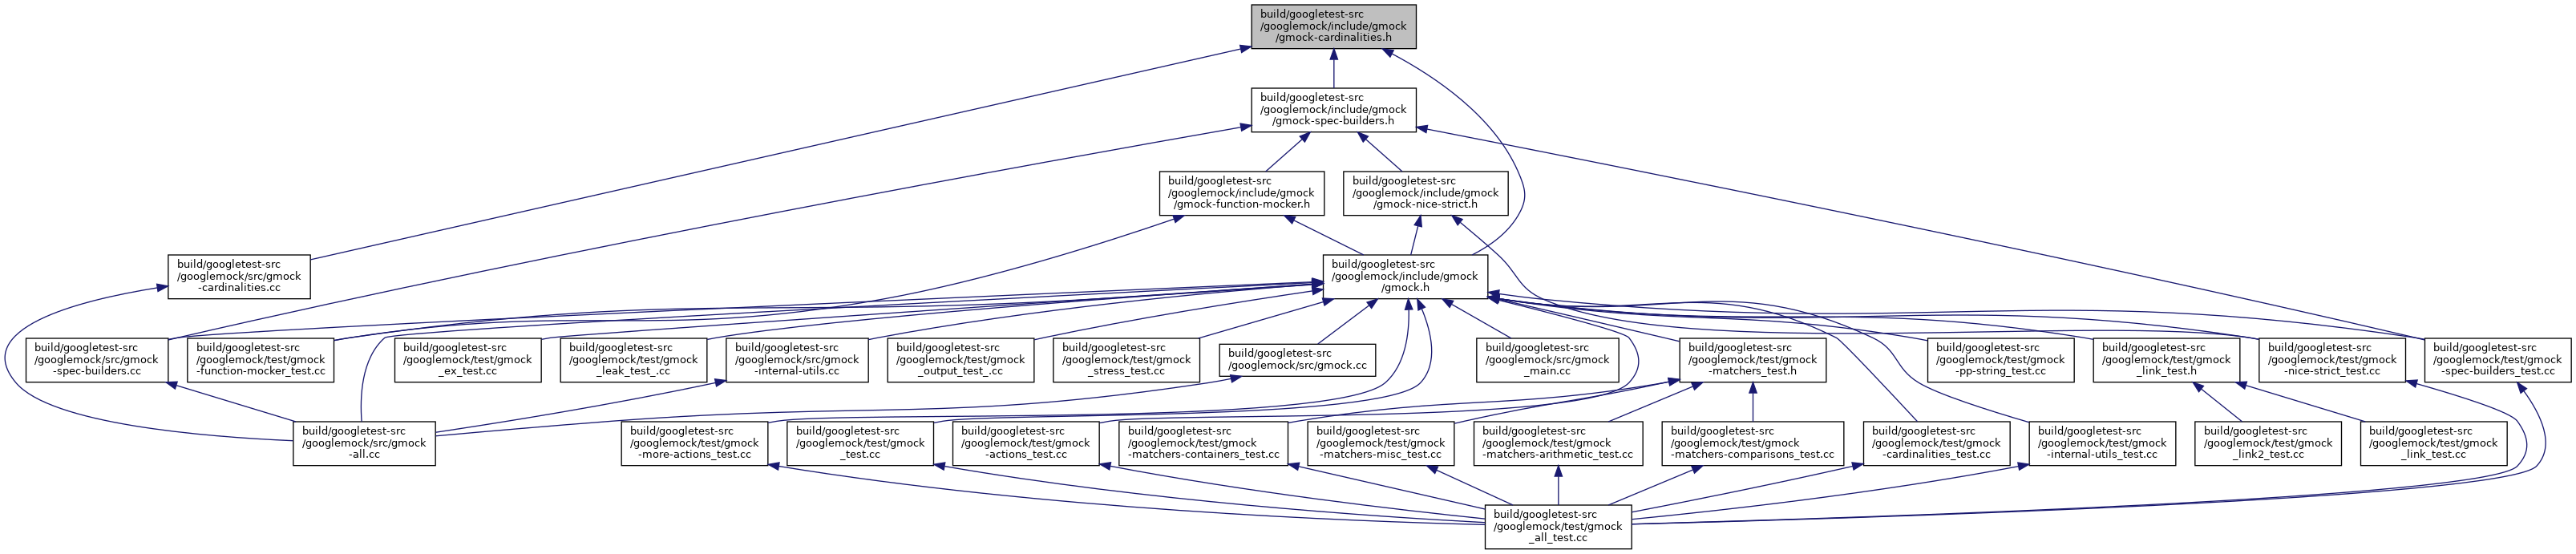 build/googletest-src
/googlemock/include/gmock
/gmock-cardinalities.h
build/googletest-src
/googlemock/include/gmock
/gmock-spec-builders.h
build/googletest-src
/googlemock/include/gmock
/gmock-function-mocker.h
build/googletest-src
/googlemock/include/gmock
/gmock-nice-strict.h
build/googletest-src
/googlemock/src/gmock
-cardinalities.cc
build/googletest-src
/googlemock/include/gmock
/gmock.h
build/googletest-src
/googlemock/src/gmock
-spec-builders.cc
build/googletest-src
/googlemock/test/gmock
-function-mocker_test.cc
build/googletest-src
/googlemock/test/gmock
_ex_test.cc
build/googletest-src
/googlemock/test/gmock
_leak_test_.cc
build/googletest-src
/googlemock/src/gmock
-internal-utils.cc
build/googletest-src
/googlemock/test/gmock
_output_test_.cc
build/googletest-src
/googlemock/test/gmock
_stress_test.cc
build/googletest-src
/googlemock/src/gmock.cc
build/googletest-src
/googlemock/src/gmock
_main.cc
build/googletest-src
/googlemock/test/gmock
-matchers_test.h
build/googletest-src
/googlemock/test/gmock
-pp-string_test.cc
build/googletest-src
/googlemock/test/gmock
_link_test.h
build/googletest-src
/googlemock/test/gmock
-nice-strict_test.cc
build/googletest-src
/googlemock/test/gmock
-spec-builders_test.cc
build/googletest-src
/googlemock/src/gmock
-all.cc
build/googletest-src
/googlemock/test/gmock
-more-actions_test.cc
build/googletest-src
/googlemock/test/gmock
_test.cc
build/googletest-src
/googlemock/test/gmock
-actions_test.cc
build/googletest-src
/googlemock/test/gmock
-matchers-containers_test.cc
build/googletest-src
/googlemock/test/gmock
-matchers-misc_test.cc
build/googletest-src
/googlemock/test/gmock
-matchers-arithmetic_test.cc
build/googletest-src
/googlemock/test/gmock
-matchers-comparisons_test.cc
build/googletest-src
/googlemock/test/gmock
-cardinalities_test.cc
build/googletest-src
/googlemock/test/gmock
-internal-utils_test.cc
build/googletest-src
/googlemock/test/gmock
_link2_test.cc
build/googletest-src
/googlemock/test/gmock
_link_test.cc
build/googletest-src
/googlemock/test/gmock
_all_test.cc